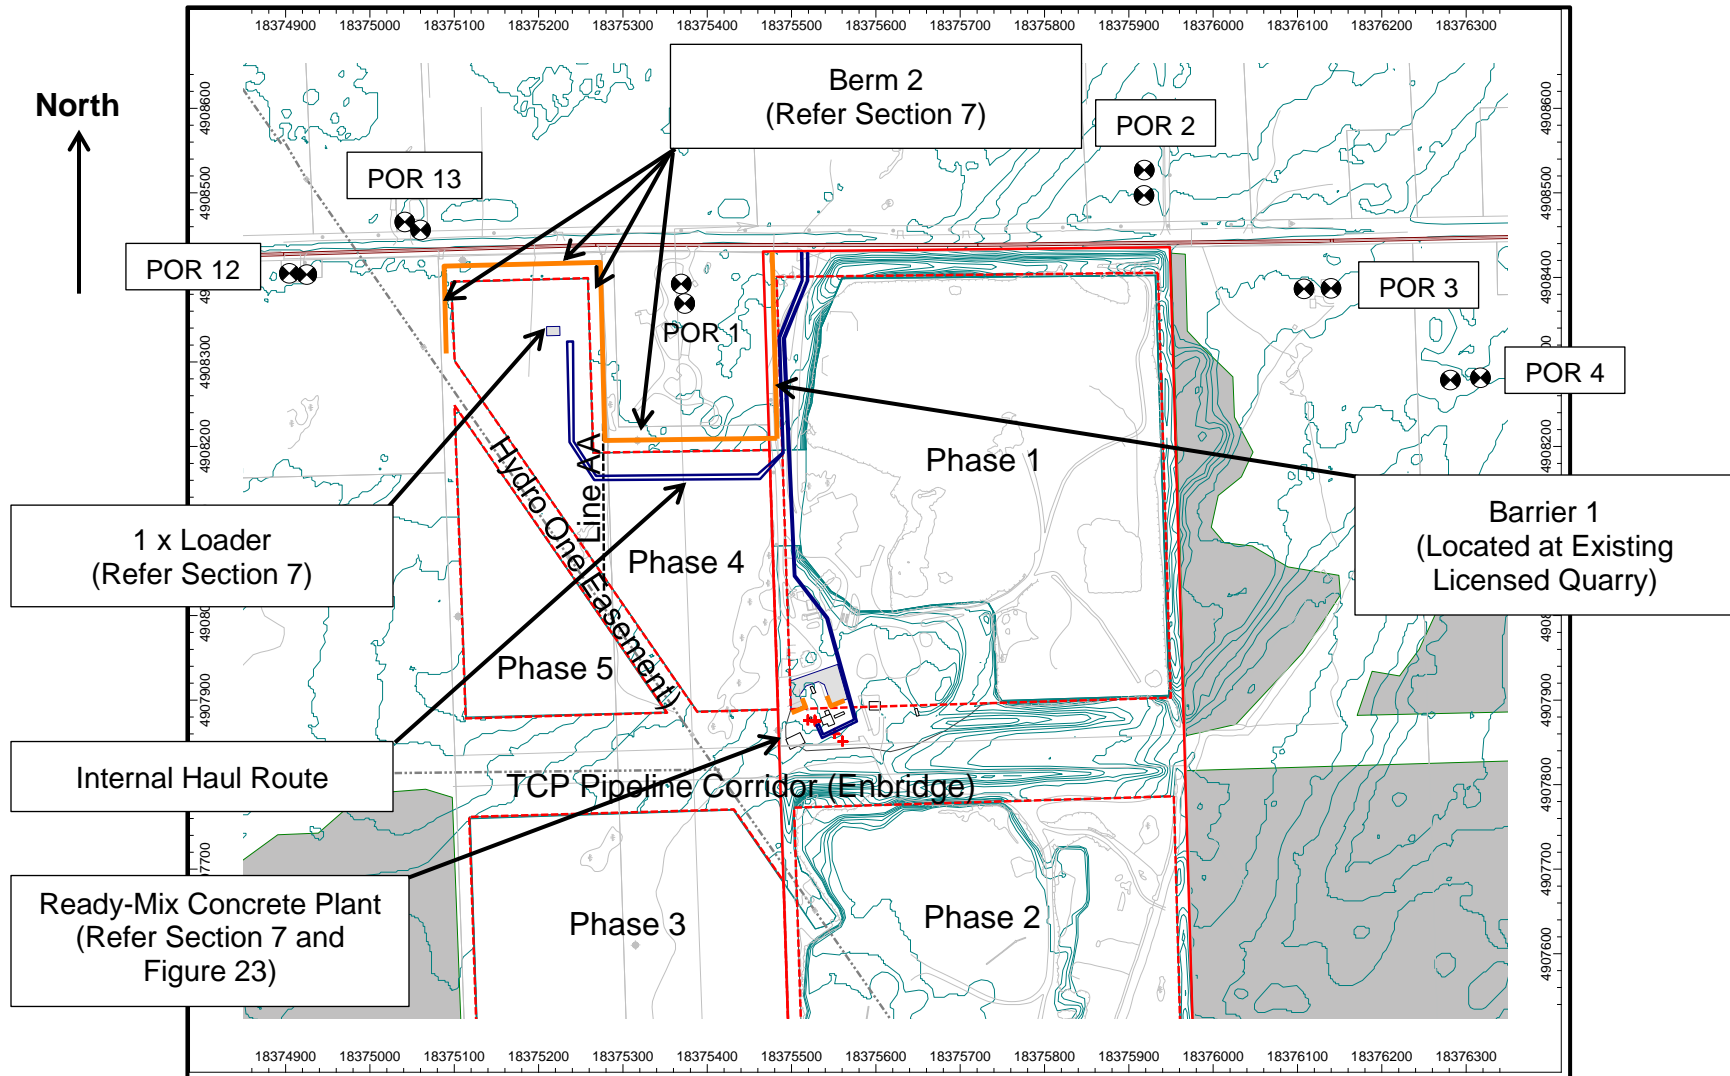 18374900 18375000 18375100 18375200 18375300 18375400 18375500 18375600 18375700 18375800 18375900 18376000 18376100 18376200 18376300
North
Berm 2
(Refer Section 7)
POR 2
POR 13
POR 12
POR 1
POR 3
POR 4
4908600
4908500
4908300
4908200
4907900
4907600
4908600
4908500
4908400
4908200
4907900
4907800
4907700
4907600
Phase 1
Hydro One Easement)
Line AA
1 x Loader
(Refer Section 7)
Phase 4
Barrier 1
(Located at Existing
Licensed Quarry)
Phase 5
Internal Haul Route
TCP Pipeline Corridor (Enbridge)
Ready-Mix Concrete Plant
(Refer Section 7 and
Figure 23)
Phase 3
Phase 2
18374900 18375000 18375100 18375200 18375300 18375400 18375500 18375600 18375700 18375800 18375900 18376000 18376100 18376200 18376300